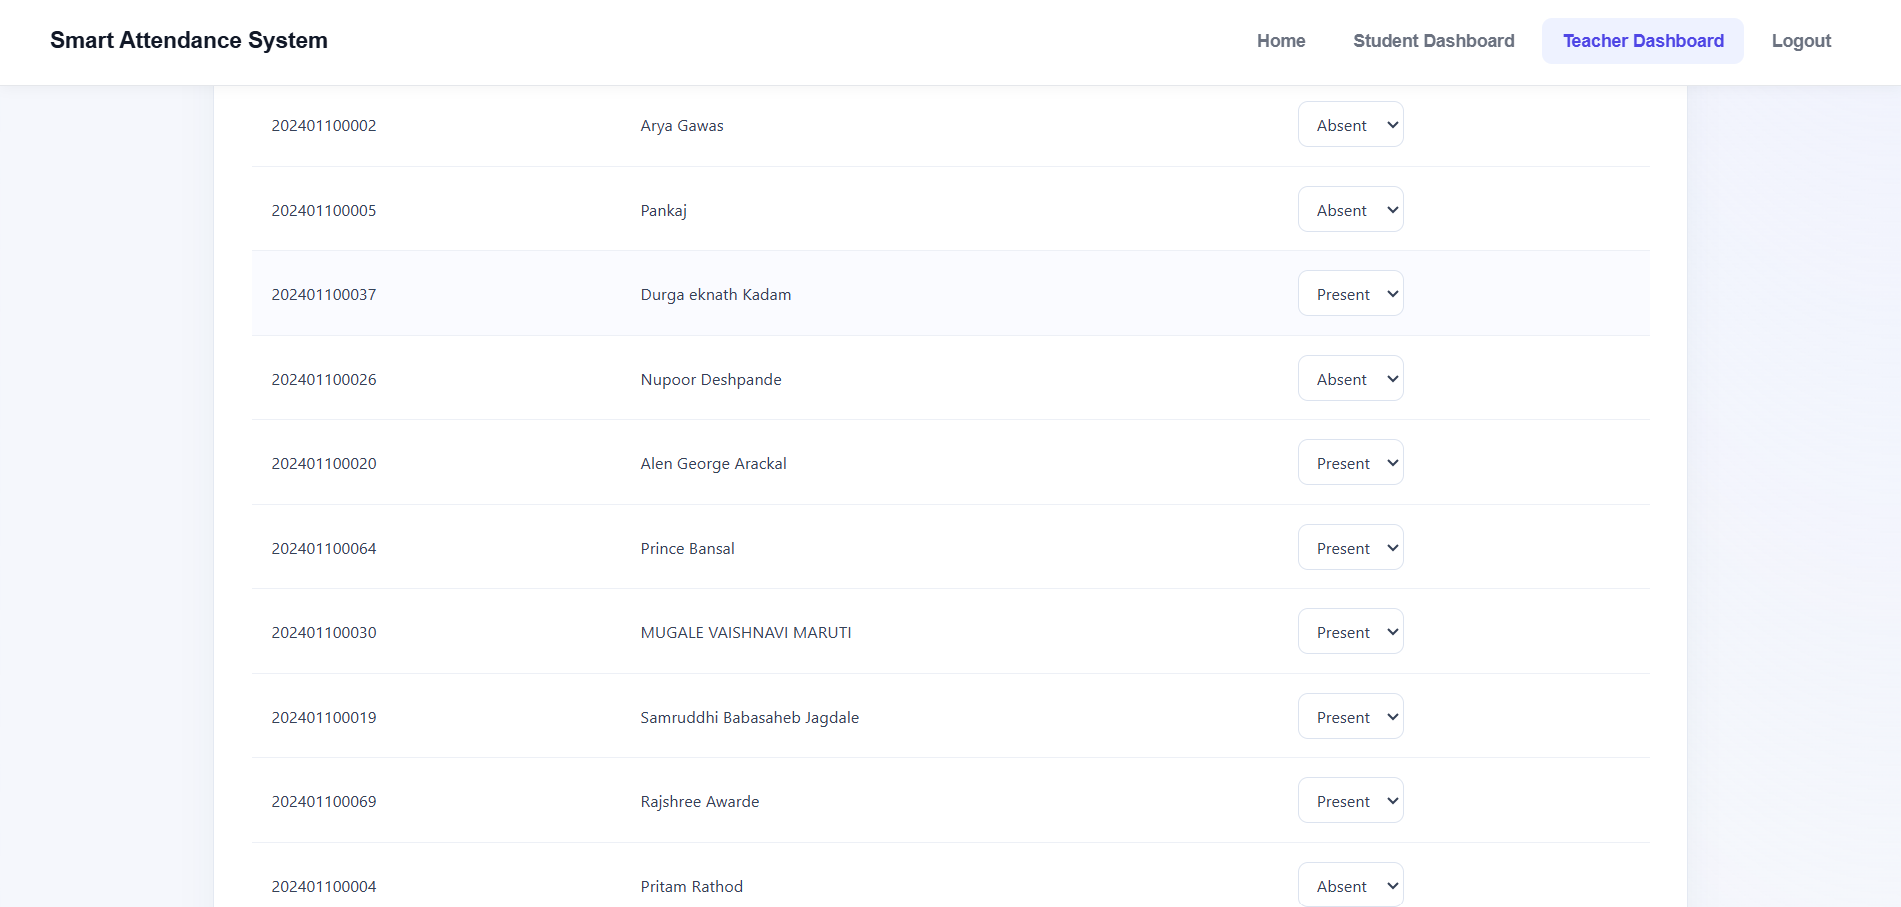 Smart Attendance System Home Student Dashboard Teacher Dashboard Logout
202401100002 Arya Gawas Absent
202401100005 Pankaj Absent
202401100037 Durga eknath Kadam Present
202401100026 Nupoor Deshpande Absent
202401100020 Alen George Arackal Present
202401100064 Prince Bansal Present
202401100030 MUGALE VAISHNAVI MARUTI Present
202401100019 Samruddhi Babasaheb Jagdale Present
202401100069 Rajshree Awarde Present
202401100004 Pritam Rathod Absent